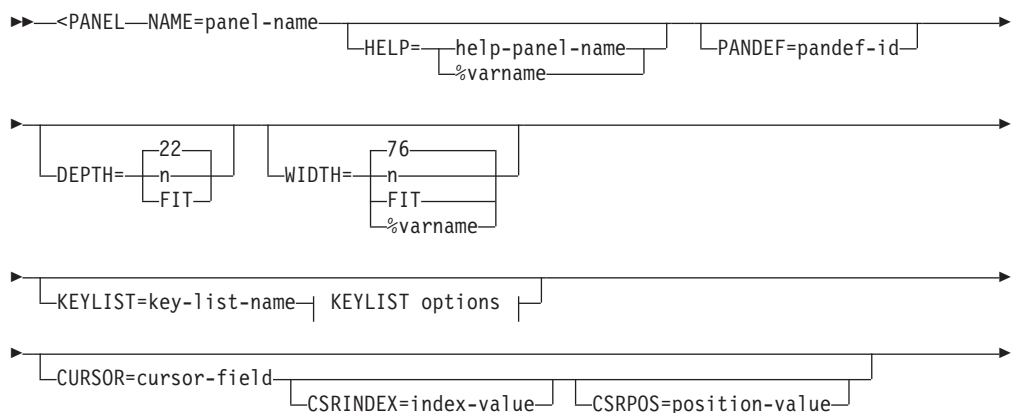 <PANEL NAME=panel-name
HELP= help-panel-name PANDEF=pandef-id
%varname
22 76
DEPTH= n WIDTH= n
FIT FIT
%varname
KEYLIST=key-list-name KEYLIST options
CURSOR=cursor-field
CSRINDEX=index-value CSRPOS=position-value